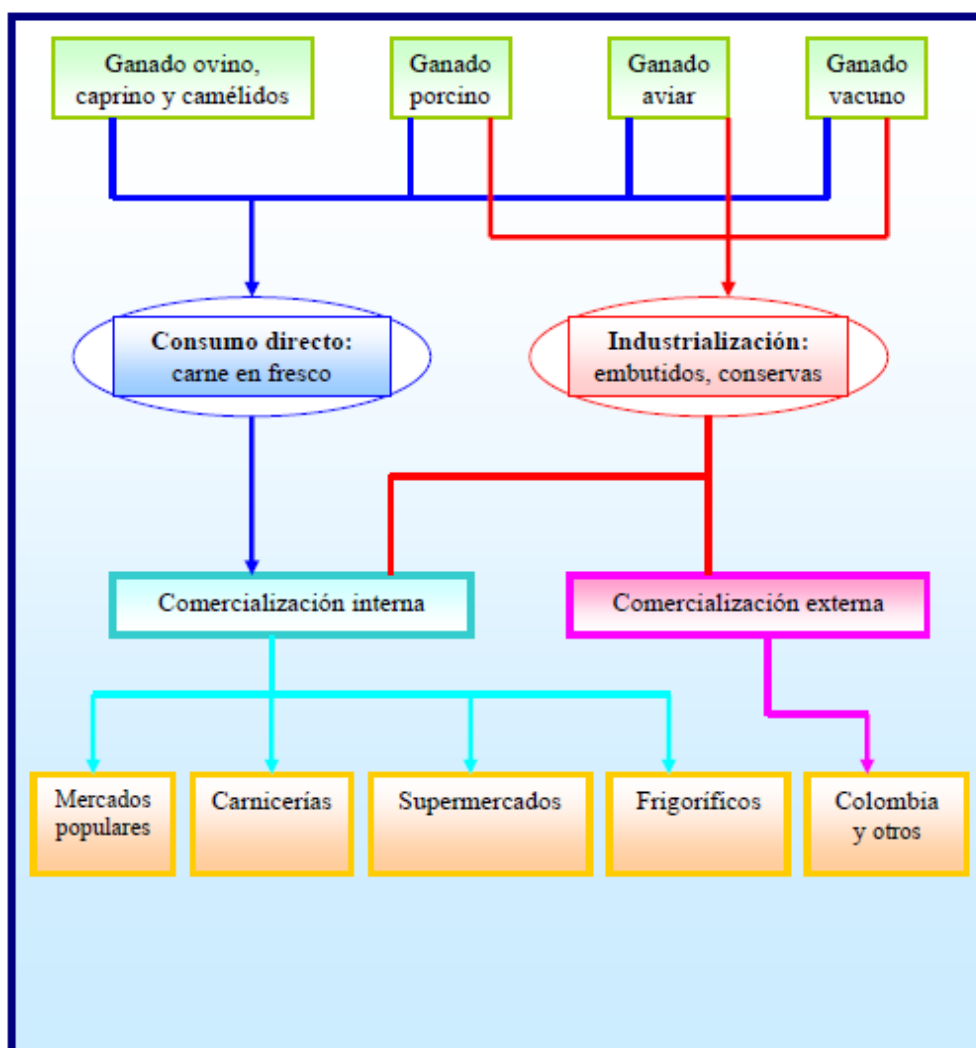 Ganado ovino,
caprino y camélidos
Ganado
porcino
Ganado
aviar
Ganado
vacuno
Consumo directo:
carne en fresco
Industrialización:
embutidos, conservas
Comercialización interna
Comercialización externa
Mercados
populares
Carnicerías
Supermercados
Frigoríficos
Colombia
y otros